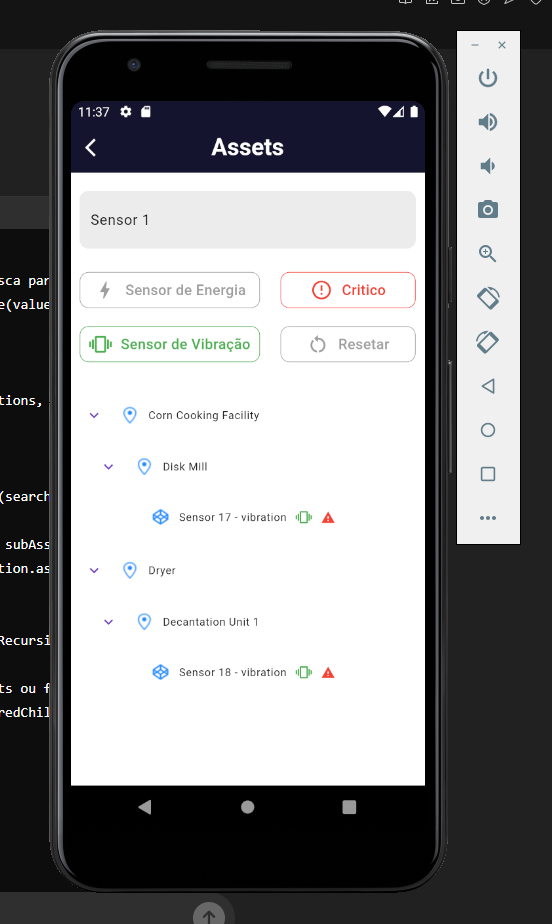 11:37
Assets
Sensor 1
Sensor de Energia
Critico
Sensor de Vibração
Resetar
Corn Cooking Facility
Disk Mill
Sensor 17 - vibration
Dryer
Decantation Unit 1
Sensor 18 - vibration
sca par
e(value
tions,
(search
subAss
tion.as
Recursi
ts ou f
redChil